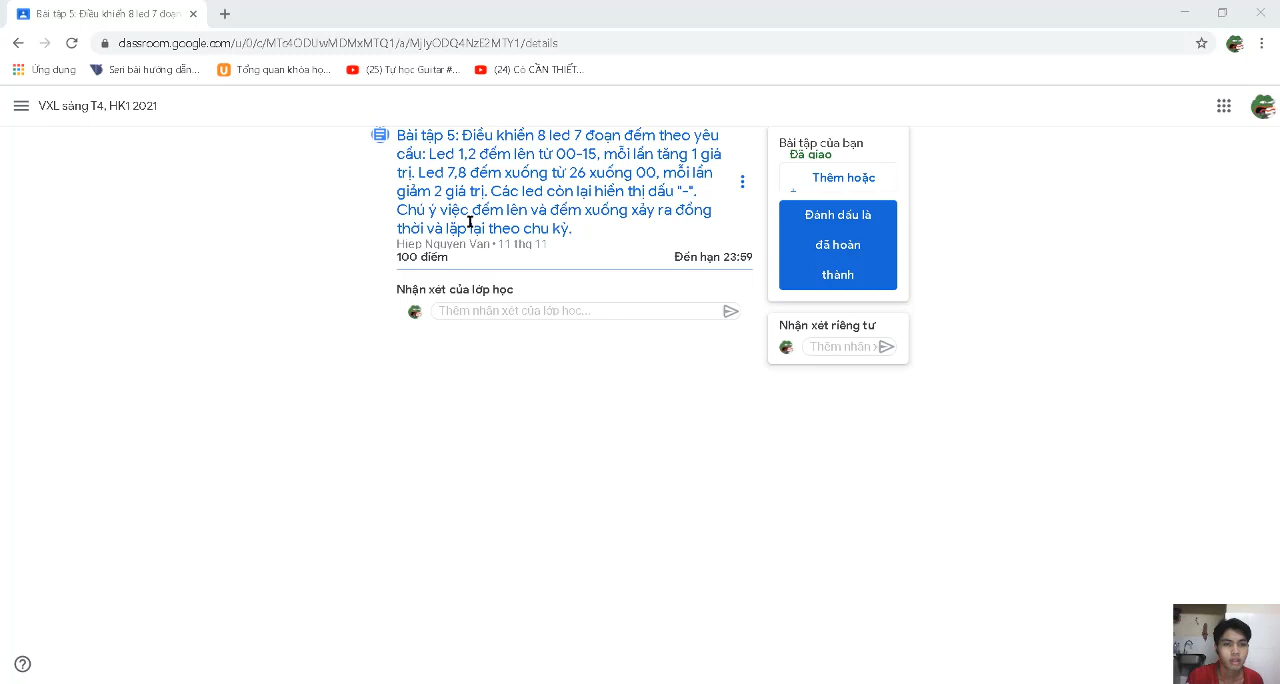 Bài tập 5: Điều khiển 8 led 7 đoạn
Ứng dụng
Seri bài hướng dẫn...
Tổng quan khóa họ...
(25) Tự học Guitar #...
(24) Có CẦN THIẾT...
VXL sáng T4, HK1 2021
Bài tập 5: Điều khiển 8 led 7 đoạn đếm theo yêu
cầu: Led 1,2 đếm lên từ 00-15, mỗi lần tăng 1 giá
trị. Led 7,8 đếm xuống từ 26 xuống 00, mỗi lần
giảm 2 giá trị. Các led còn lại hiển thị dấu "-".
Chú ý việc đếm lên và đếm xuống xảy ra đồng
thời và lặp lại theo chu kỳ.
Hiep Nguyen Van • 11 thg 11
100 điểm
Đến hạn 23:59
Nhận xét của lớp học
Thêm nhận xét của lớp học...
Bài tập của bạn
Đã giao
+ Thêm hoặc
Đánh dấu là
đã hoàn
thành
Nhận xét riêng tư
Thêm nhận